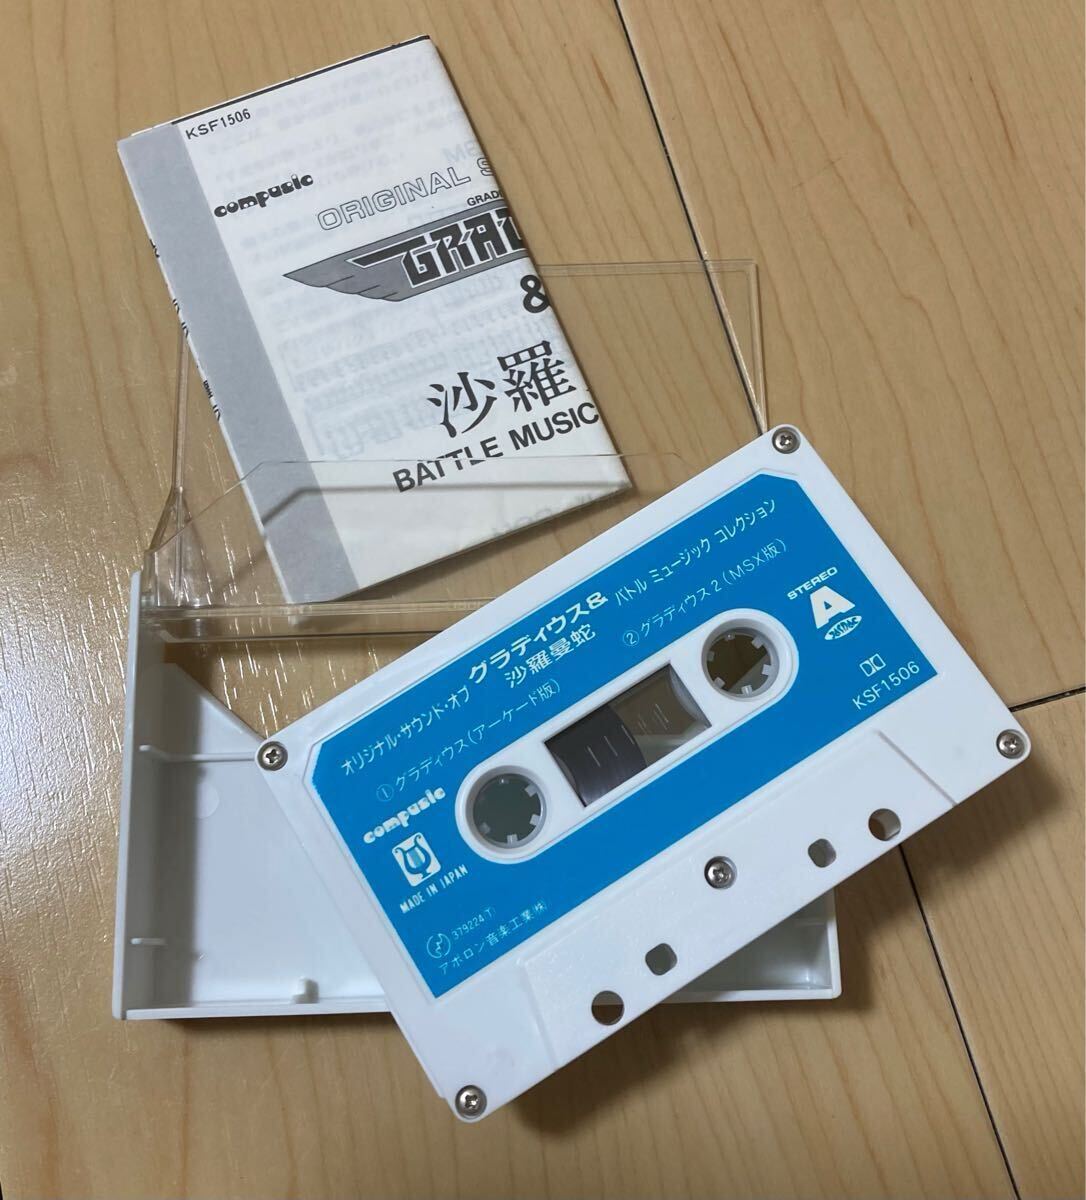 KSF1506
compusic
ORIGINAL S
GRADI
GRAD
&
沙羅
BATTLE MUSIC
オリジナル・サウンド・オブ グラディウス& 沙羅曼蛇 バトル ミュージック コレクション
①グラディウス(アーケード版)
②グラディウス2(MSX版)
STEREO
A
JASRAC
KSF1506
compusic
MADE IN JAPAN
379224(T)
アポロン音楽工業(株)